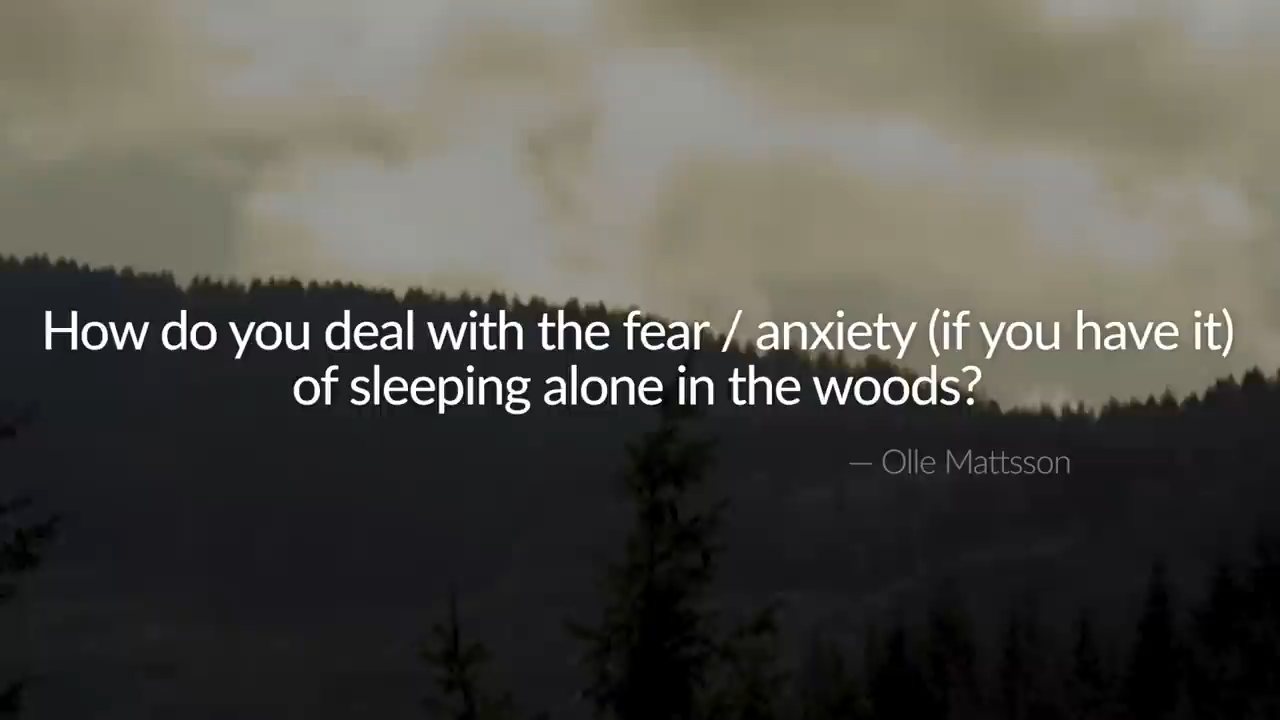 How do you deal with the fear / anxiety (if you have it)
of sleeping alone in the woods?
— Olle Mattsson